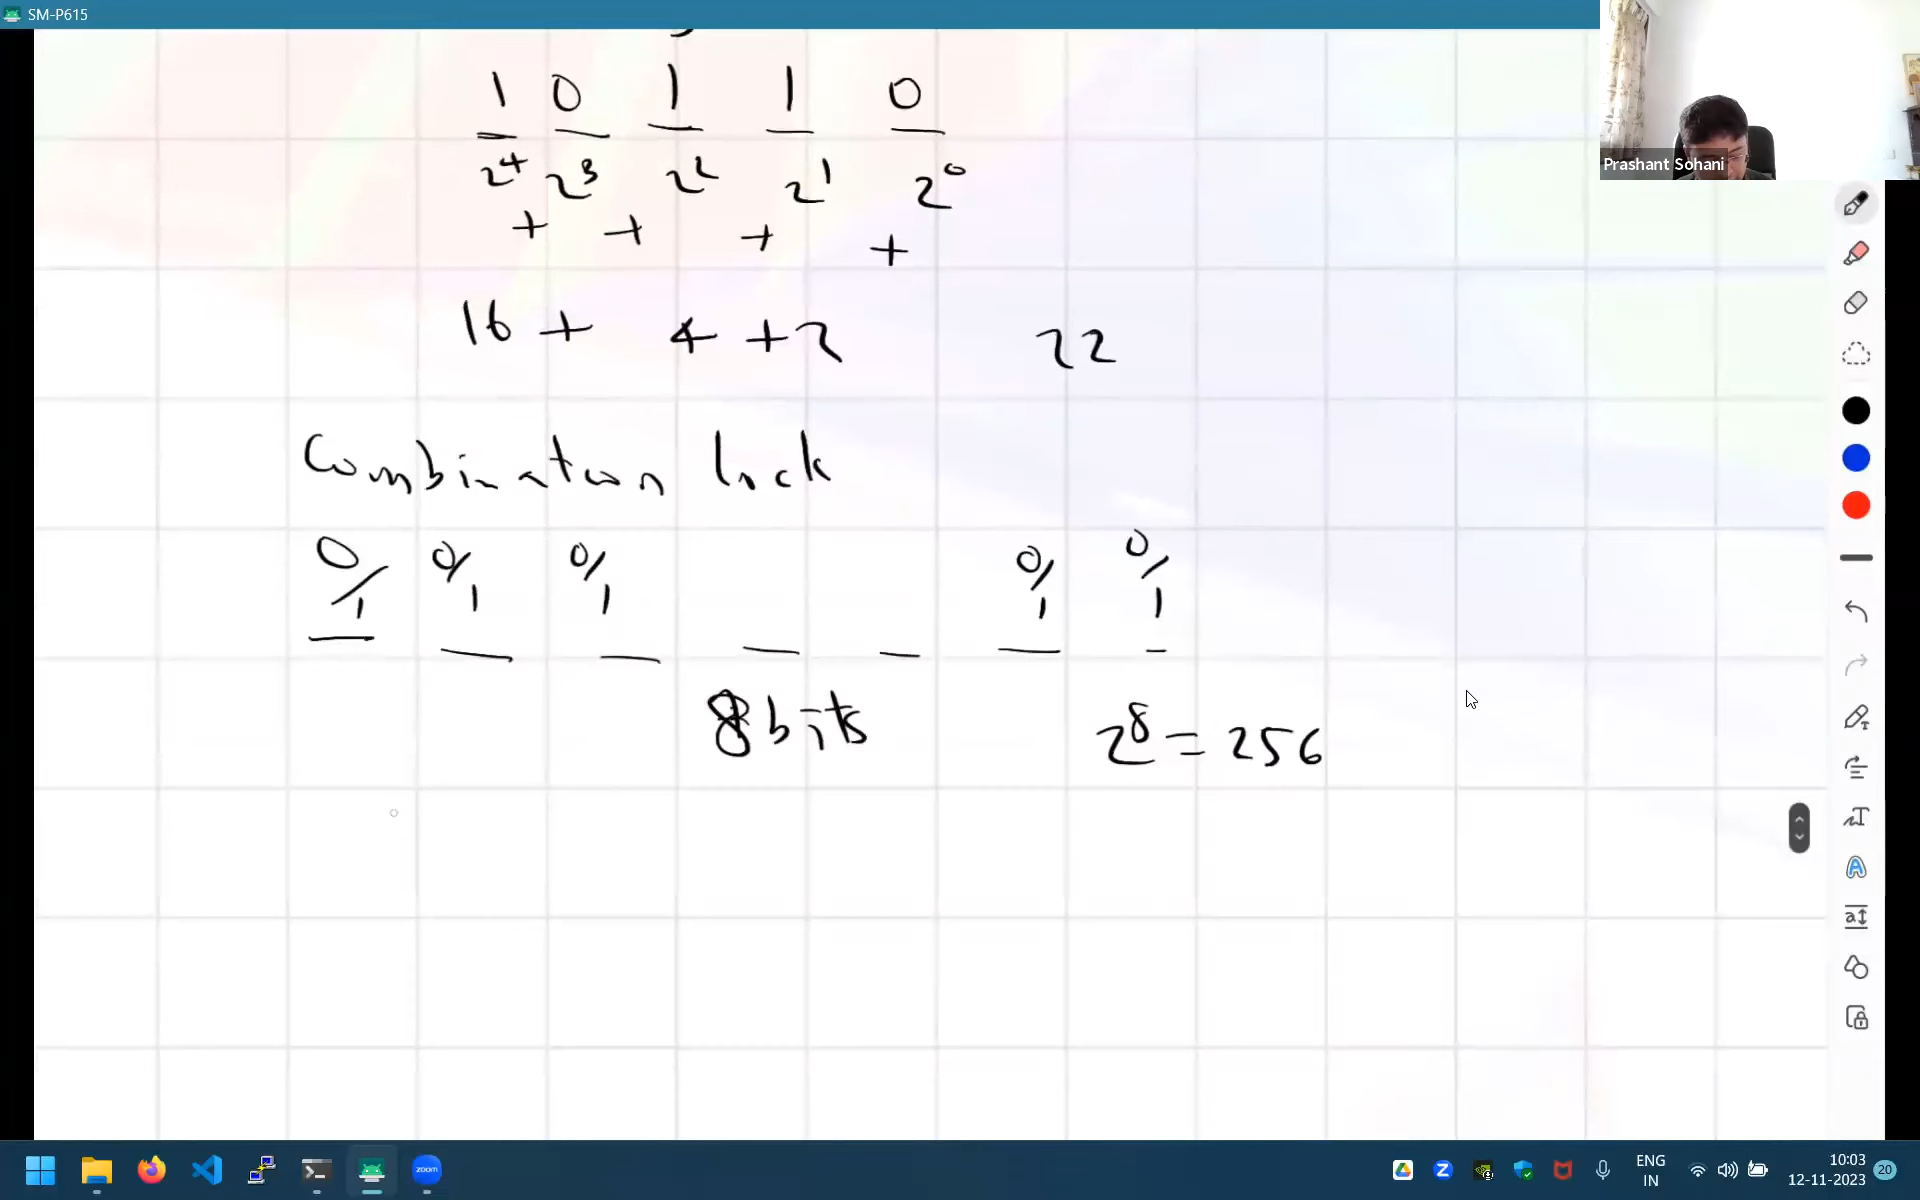 SM-P615
Prashant Sohani
1 0 1 1 0
2⁴ 2³ 2² 2¹ 2⁰
+ + + +
16 + 4 + 2 22
Combination lock
0/1 0/1 0/1 0/1 0/1
8 bits 2⁸ = 256
zoom
ENG
IN
10:03
12-11-2023
20